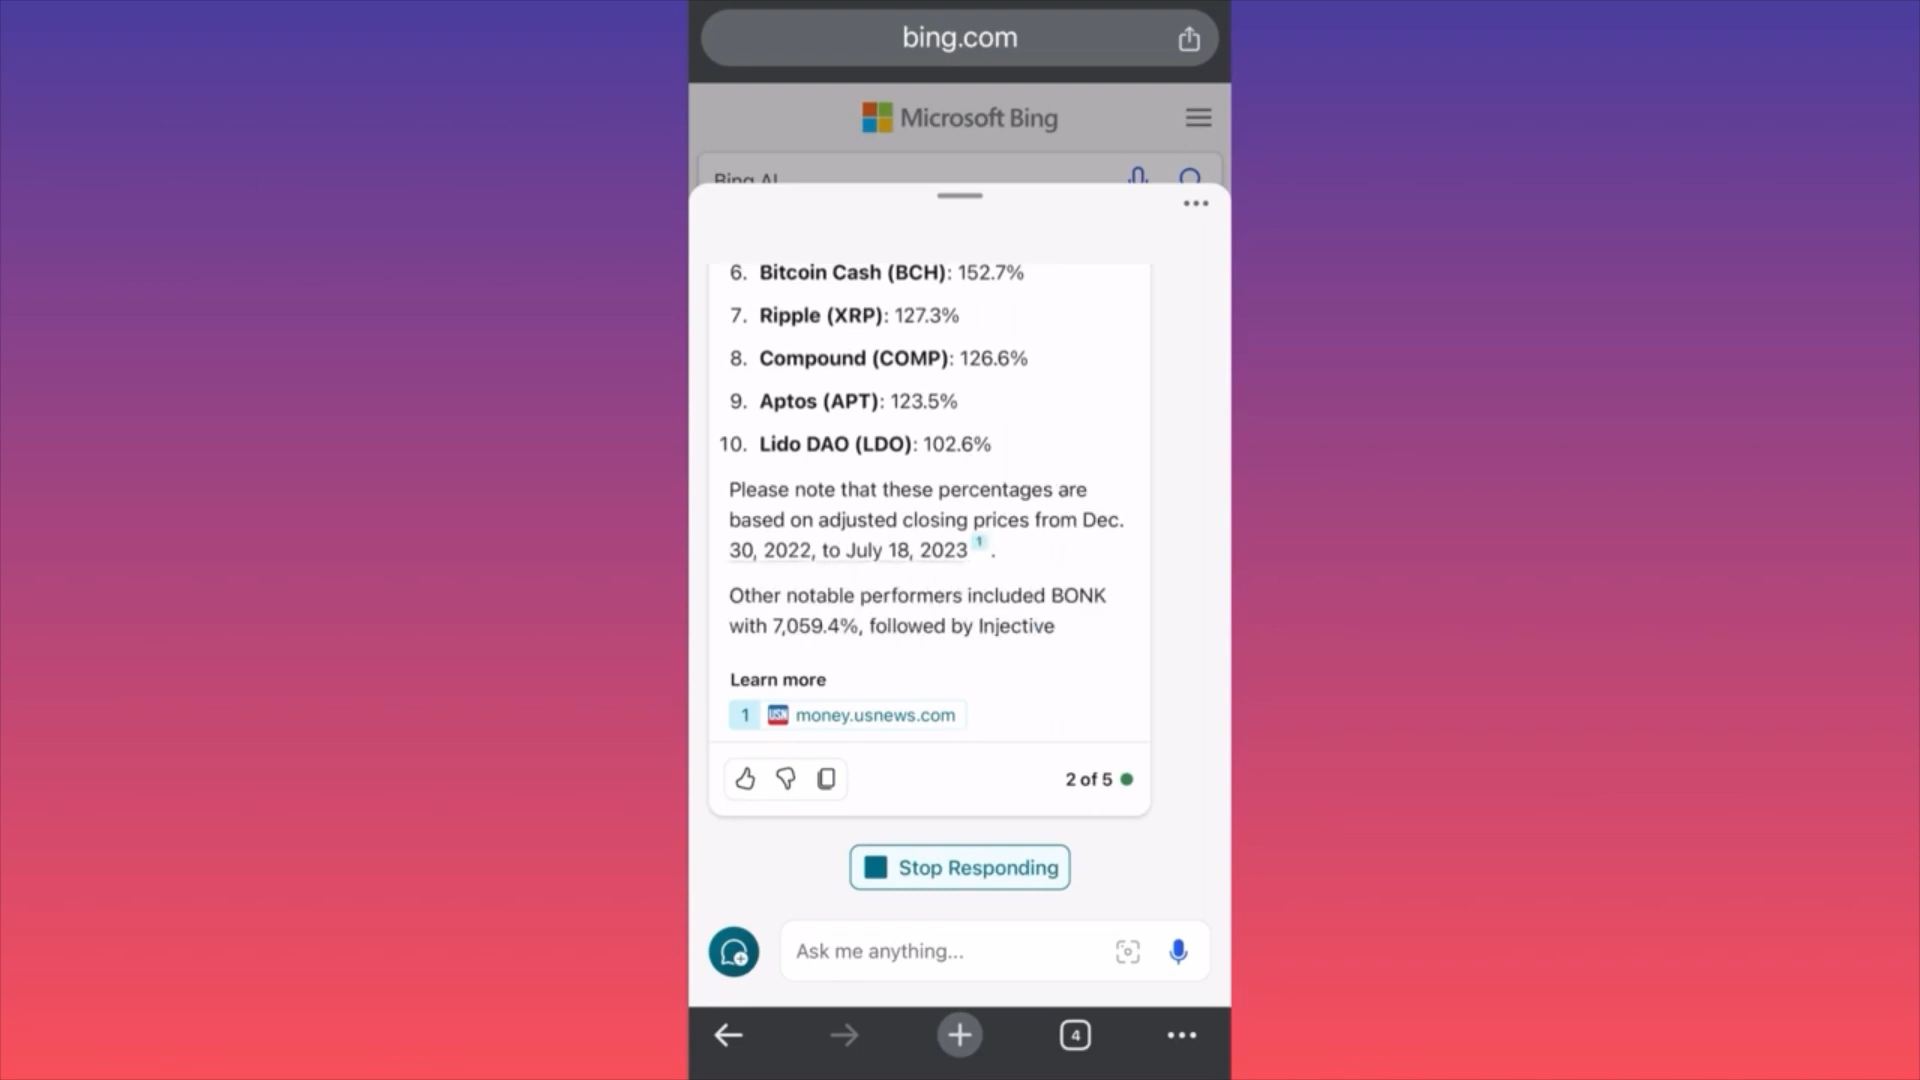 bing.com
Microsoft Bing
Bing AI
6. Bitcoin Cash (BCH): 152.7%
7. Ripple (XRP): 127.3%
8. Compound (COMP): 126.6%
9. Aptos (APT): 123.5%
10. Lido DAO (LDO): 102.6%
Please note that these percentages are
based on adjusted closing prices from Dec.
30, 2022, to July 18, 2023 1 .
Other notable performers included BONK
with 7,059.4%, followed by Injective
Learn more
1 USN money.usnews.com
2 of 5
Stop Responding
Ask me anything...
4